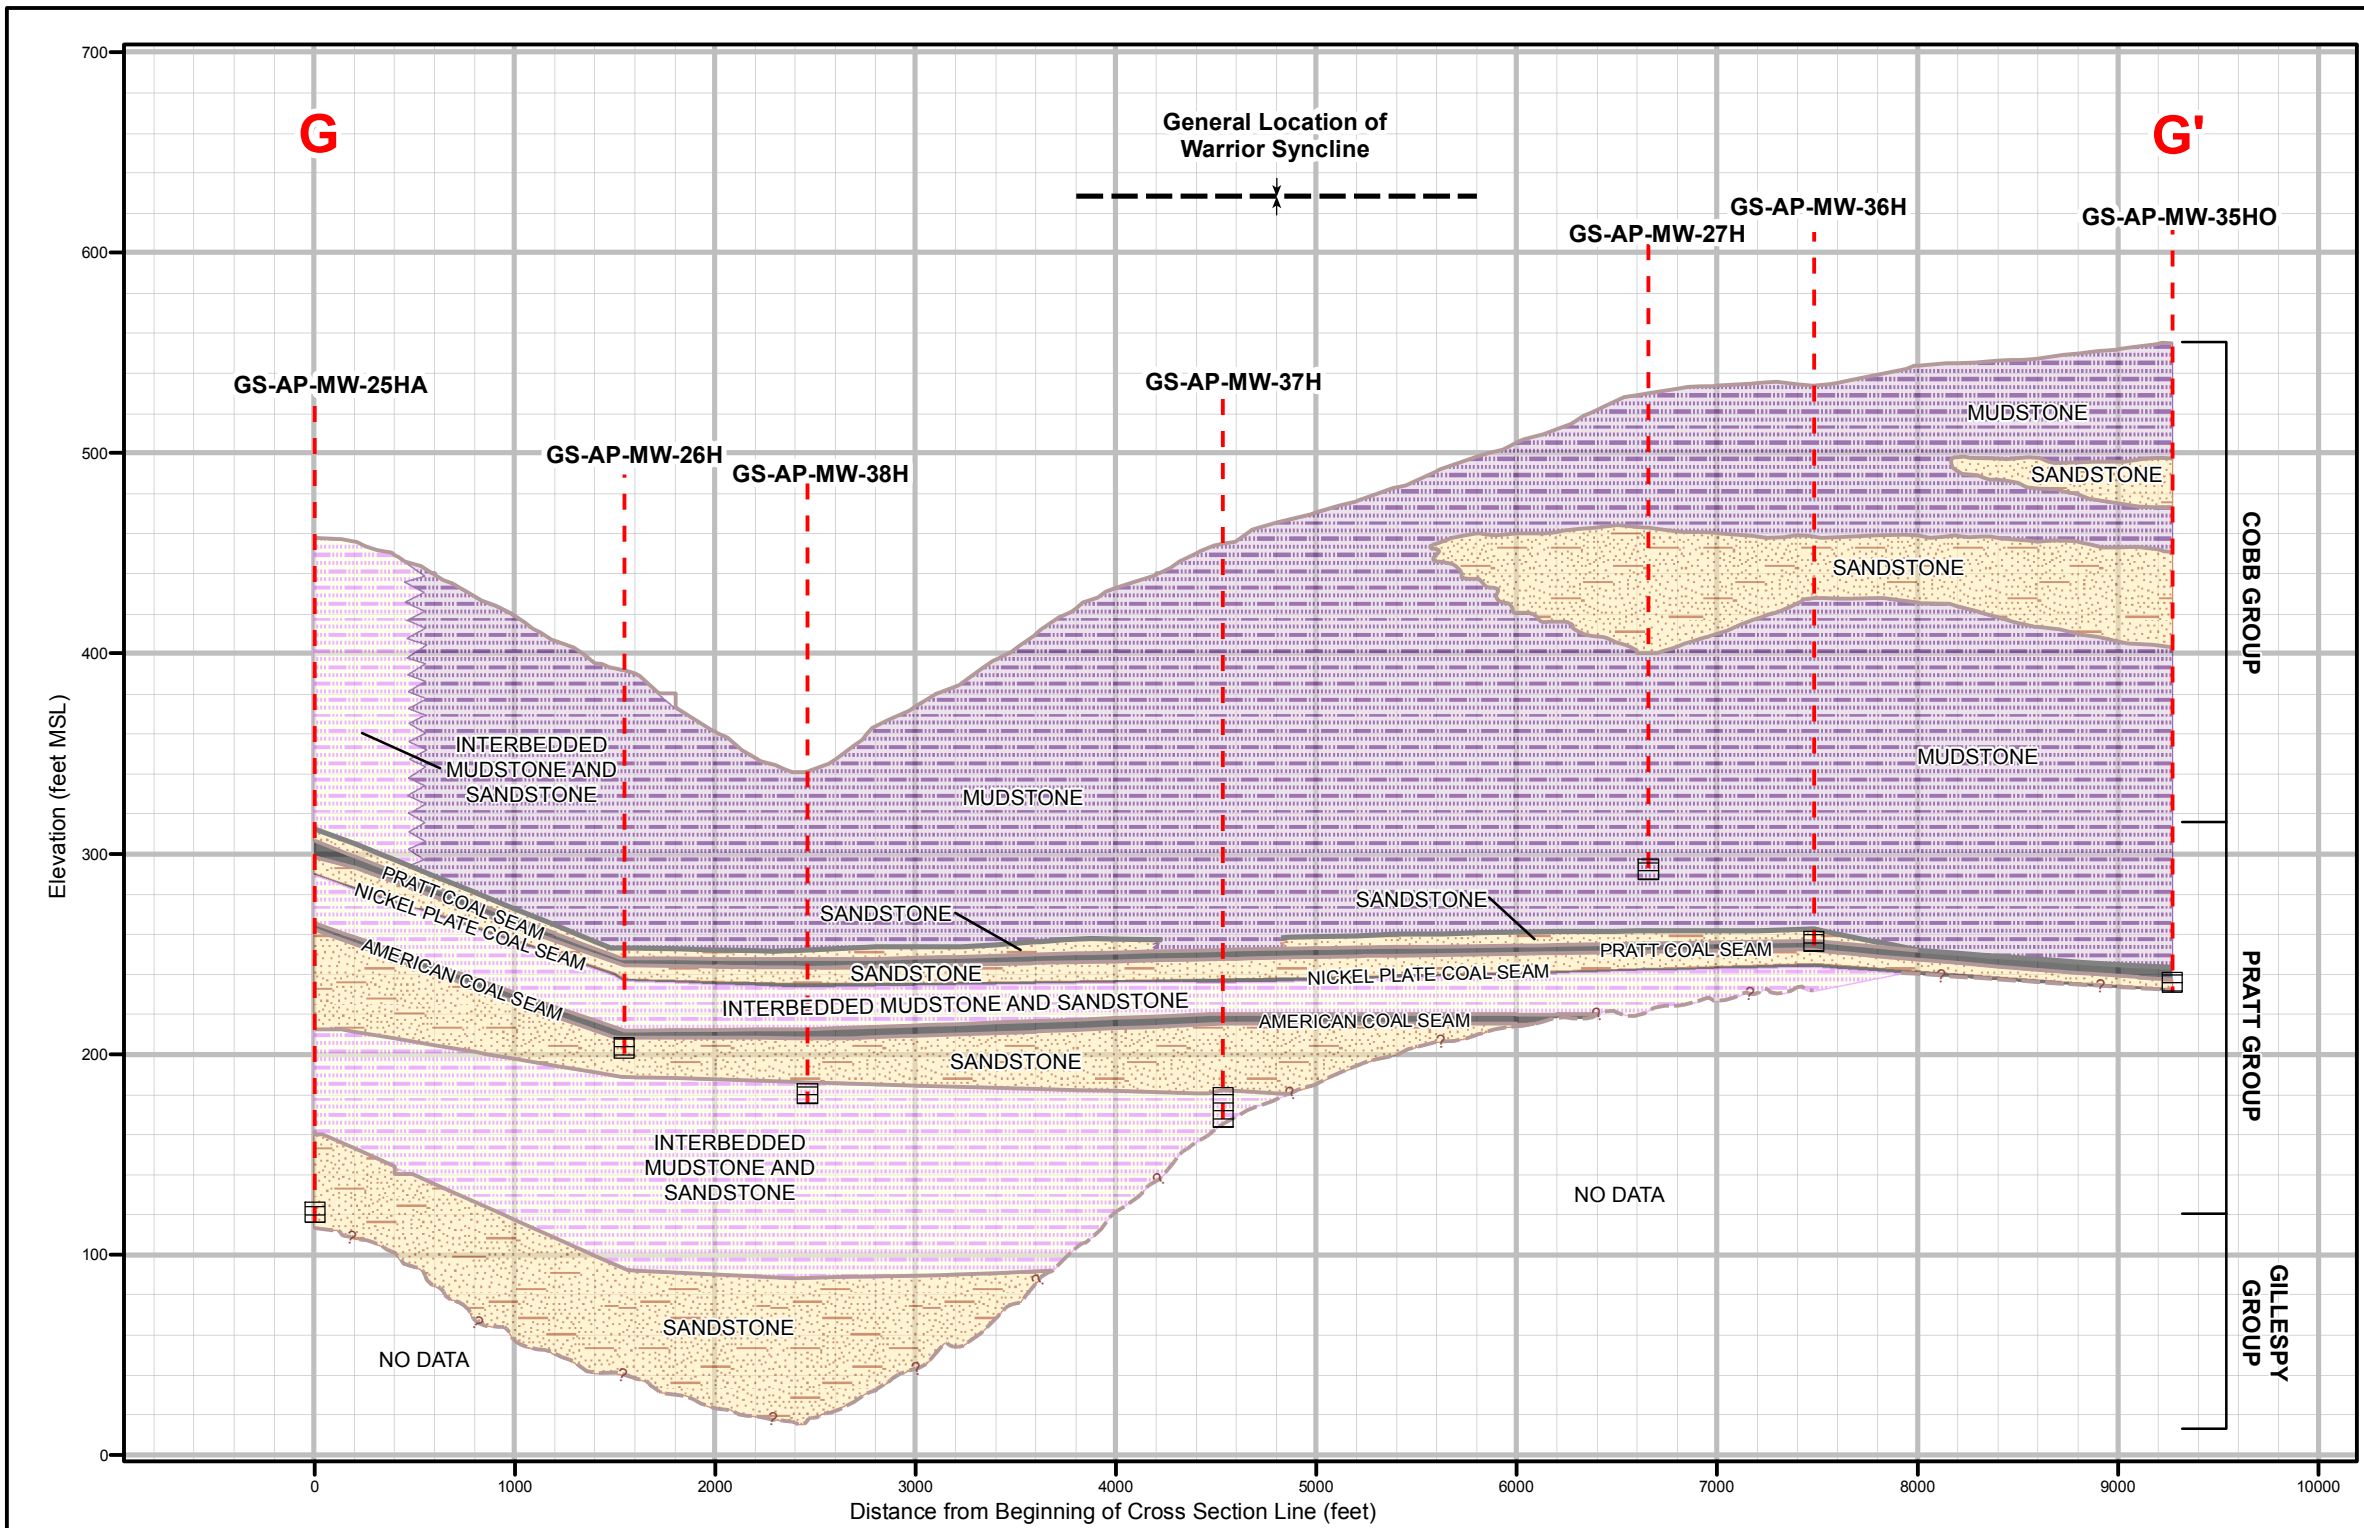 700
600
500
400
300
200
100
0
Elevation (feet MSL)
G
General Location of
Warrior Syncline
G'
GS-AP-MW-25HA
GS-AP-MW-26H
GS-AP-MW-38H
GS-AP-MW-37H
GS-AP-MW-27H
GS-AP-MW-36H
GS-AP-MW-35HO
MUDSTONE
SANDSTONE
SANDSTONE
MUDSTONE
INTERBEDDED
MUDSTONE AND
SANDSTONE
MUDSTONE
PRATT COAL SEAM
NICKEL PLATE COAL SEAM
AMERICAN COAL SEAM
SANDSTONE
SANDSTONE
SANDSTONE
PRATT COAL SEAM
NICKEL PLATE COAL SEAM
INTERBEDDED MUDSTONE AND SANDSTONE
AMERICAN COAL SEAM
SANDSTONE
INTERBEDDED
MUDSTONE AND
SANDSTONE
SANDSTONE
NO DATA
NO DATA
?
?
?
?
?
?
?
?
?
?
?
?
?
COBB GROUP
PRATT GROUP
GILLESPY
GROUP
0
1000
2000
3000
4000
5000
6000
7000
8000
9000
10000
Distance from Beginning of Cross Section Line (feet)